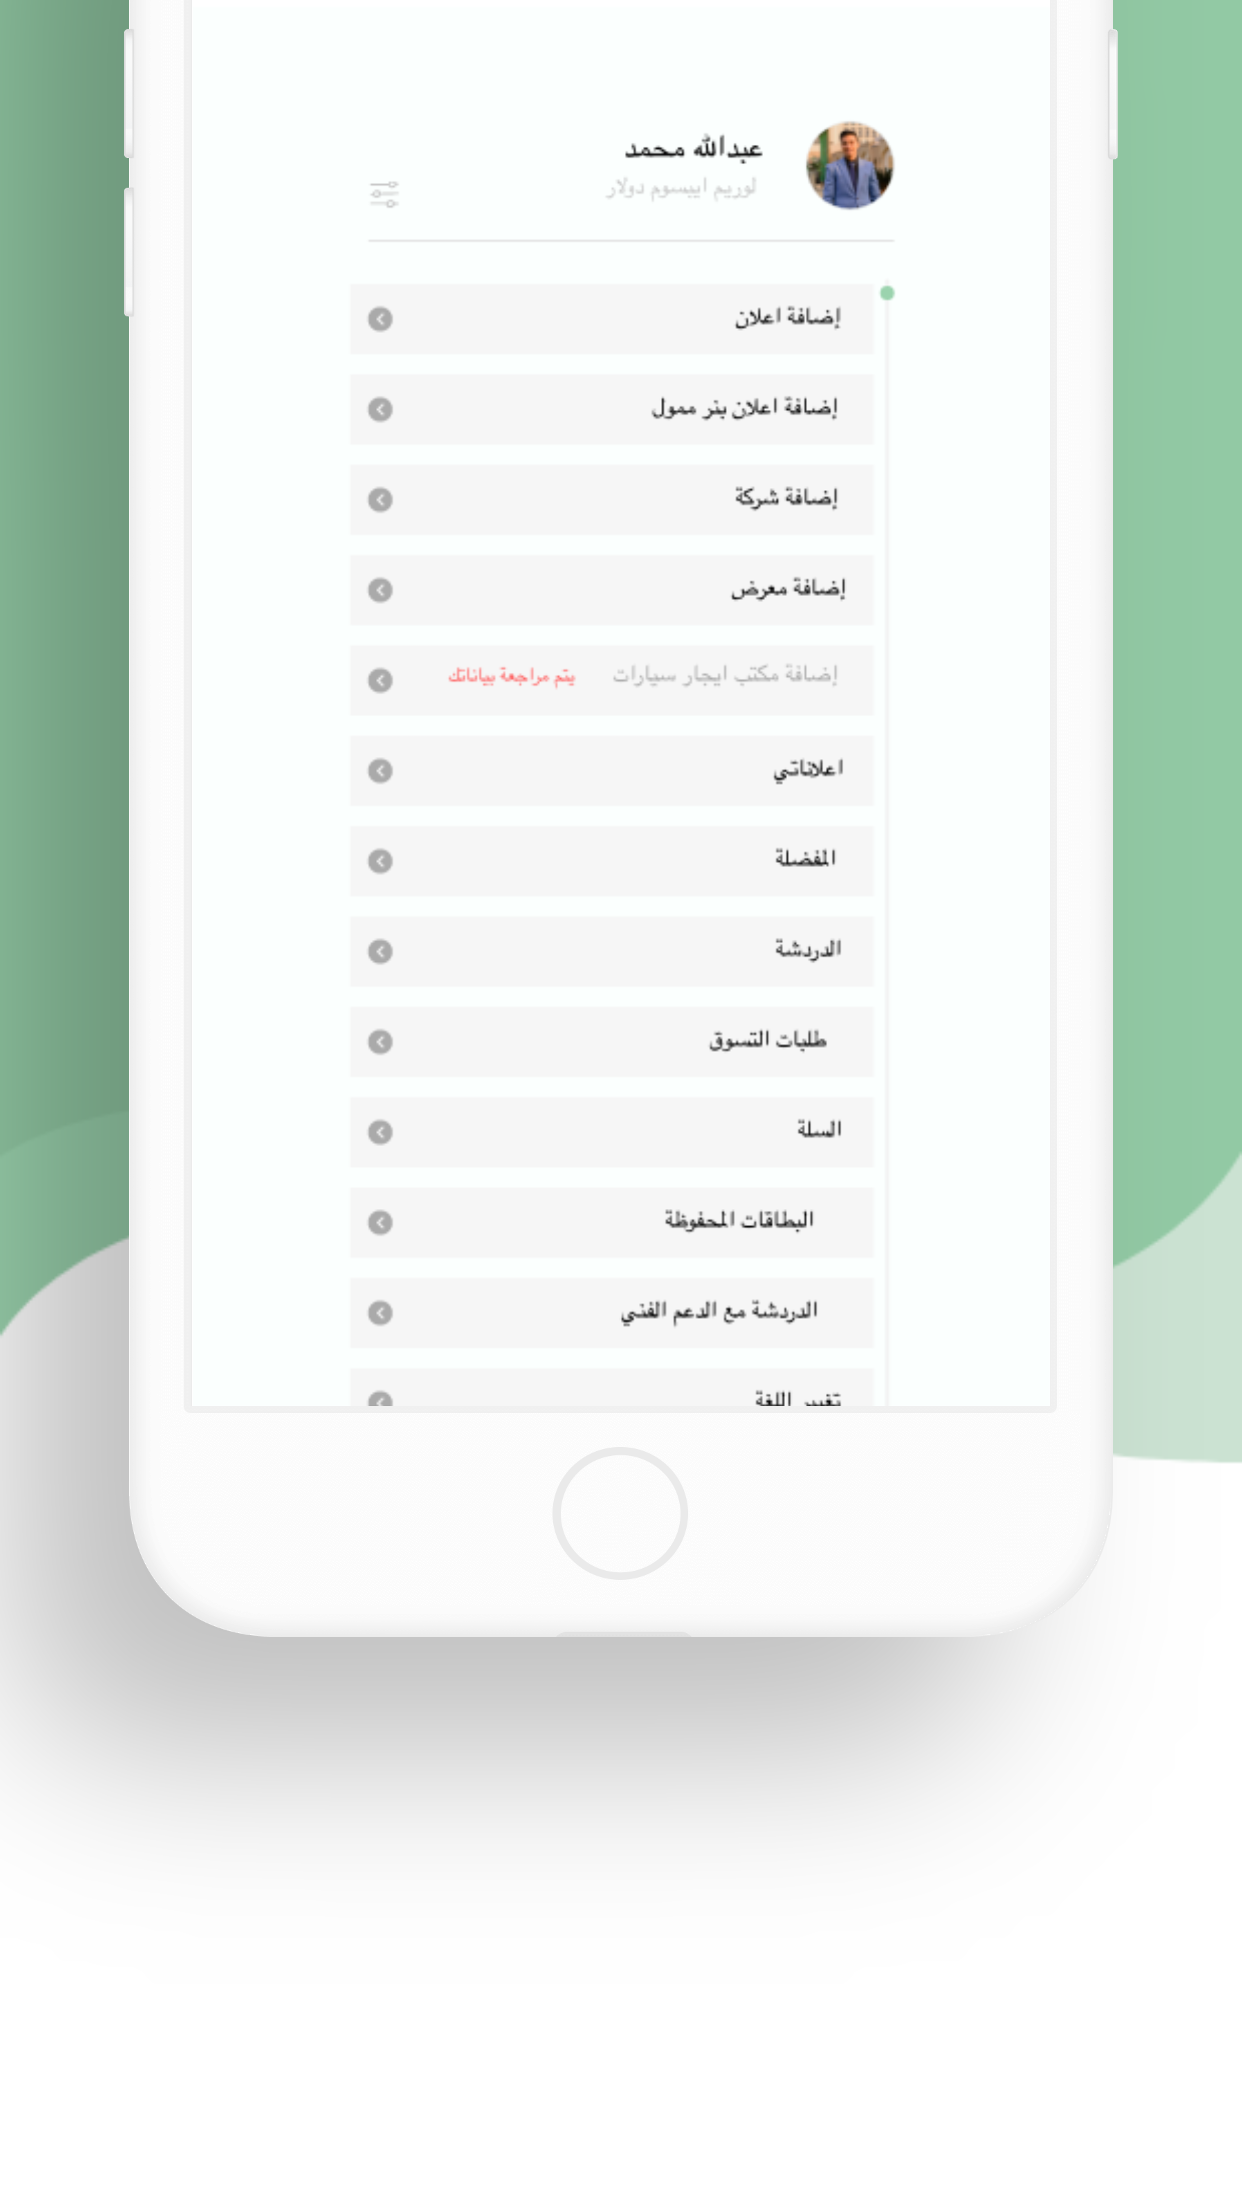 عبدالله محمد
لوريم ايبسوم دولار
إضافة اعلان
إضافة اعلان بنر ممول
إضافة شركة
إضافة معرض
إضافة مكتب ايجار سيارات يتم مراجعة بياناتك
اعلاناتي
المفضلة
الدردشة
طلبات التسوق
السلة
البطاقات المحفوظة
الدردشة مع الدعم الفني
تغيير اللغة